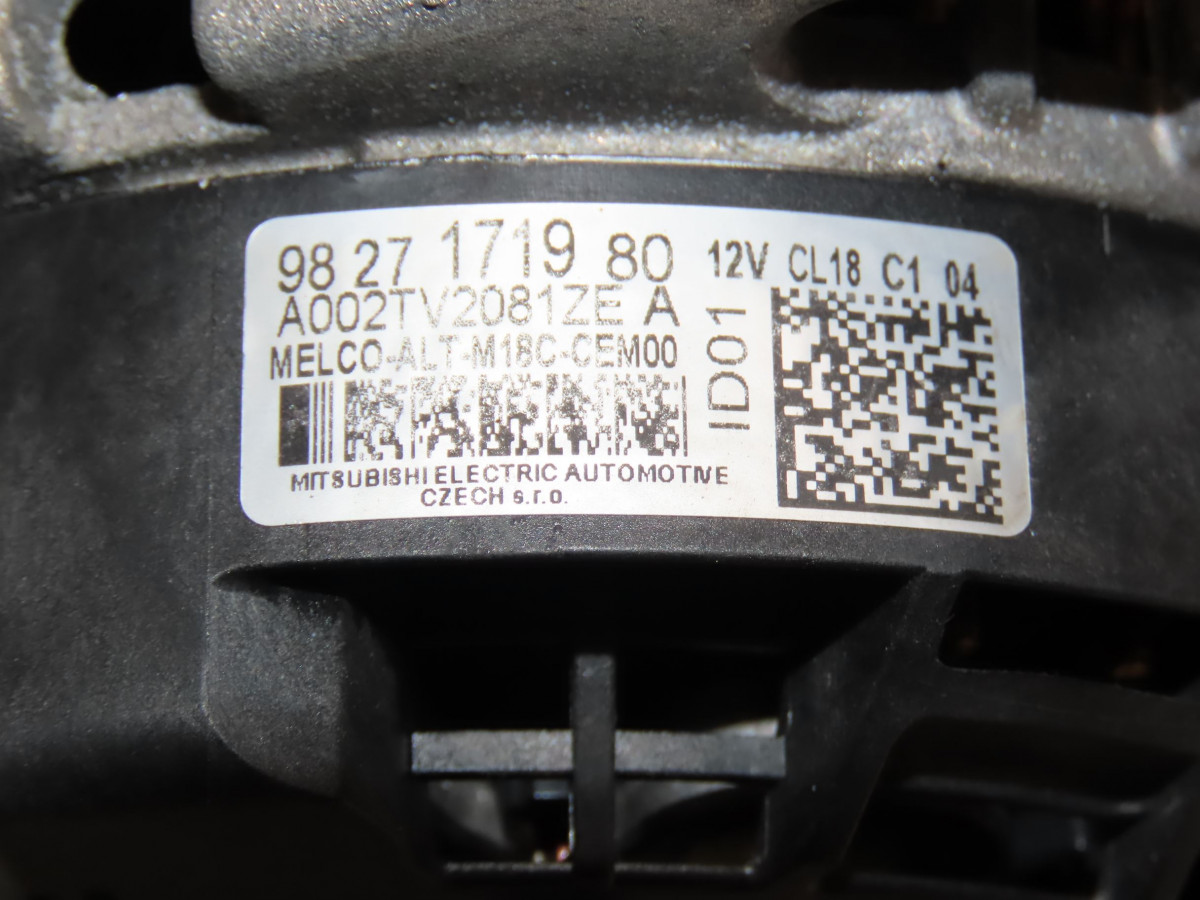 98 27 1719 80 12V CL18 C1 04
A002TV2081ZE A
MELCO-ALT-M18C-CEM00
ID01
MITSUBISHI ELECTRIC AUTOMOTIVE
CZECH s.r.o.